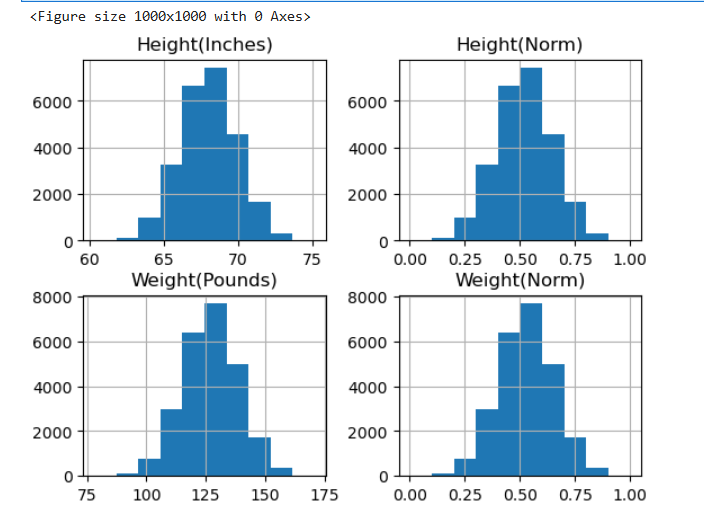 <Figure size 1000x1000 with 0 Axes>
Height(Inches)
6000
4000
2000
0
60 65 70 75
Height(Norm)
6000
4000
2000
0
0.00 0.25 0.50 0.75 1.00
Weight(Pounds)
8000
6000
4000
2000
0
75 100 125 150 175
Weight(Norm)
8000
6000
4000
2000
0
0.00 0.25 0.50 0.75 1.00